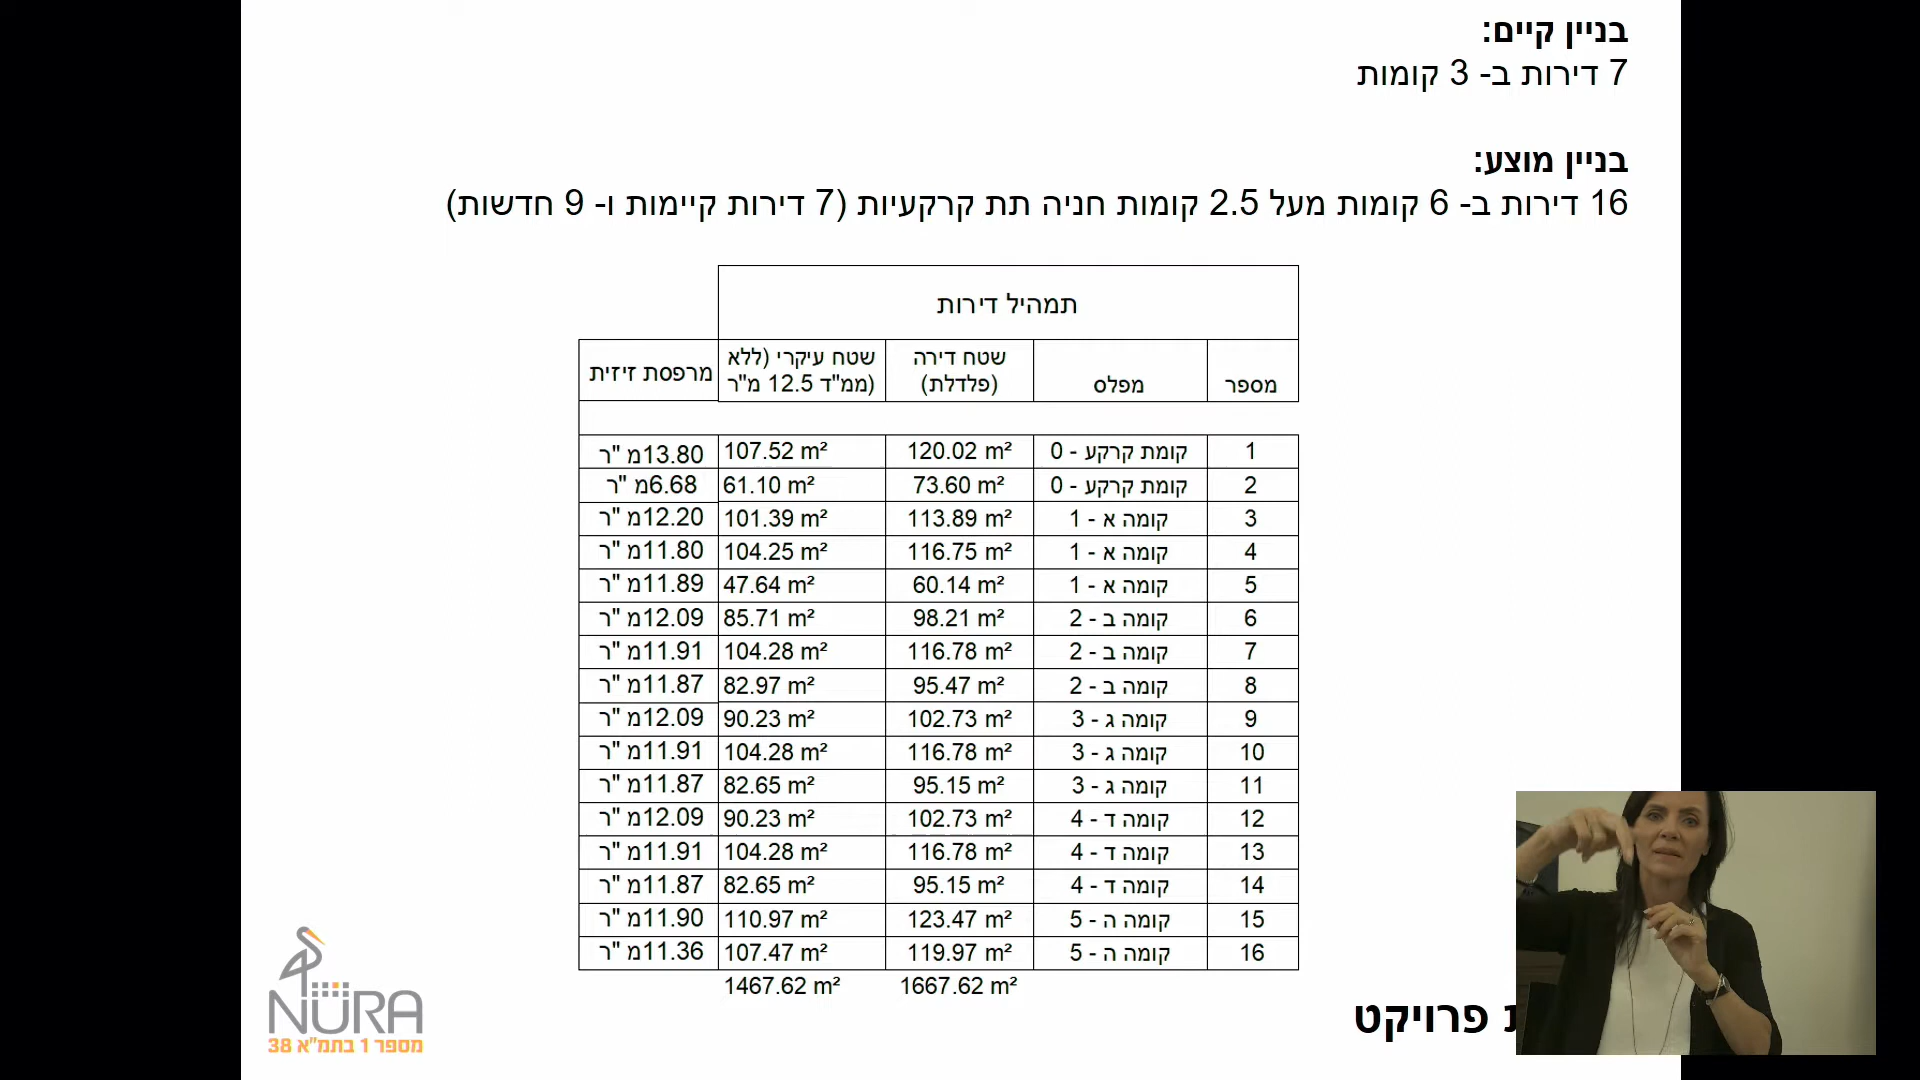 בניין קיים:
7 דירות ב- 3 קומות
בניין מוצע:
16 דירות ב- 6 קומות מעל 2.5 קומות חניה תת קרקעיות (7 דירות קיימות ו- 9 חדשות)
תמהיל דירות
מספר מפלס שטח דירה (פלדלת) שטח עיקרי (ללא ממ"ד 12.5 מ"ר) מרפסת זיזית
1 קומת קרקע - 0 120.02 m² 107.52 m² 13.80מ"ר
2 קומת קרקע - 0 73.60 m² 61.10 m² 6.68מ"ר
3 קומה א - 1 113.89 m² 101.39 m² 12.20מ"ר
4 קומה א - 1 116.75 m² 104.25 m² 11.80מ"ר
5 קומה א - 1 60.14 m² 47.64 m² 11.89מ"ר
6 קומה ב - 2 98.21 m² 85.71 m² 12.09מ"ר
7 קומה ב - 2 116.78 m² 104.28 m² 11.91מ"ר
8 קומה ב - 2 95.47 m² 82.97 m² 11.87מ"ר
9 קומה ג - 3 102.73 m² 90.23 m² 12.09מ"ר
10 קומה ג - 3 116.78 m² 104.28 m² 11.91מ"ר
11 קומה ג - 3 95.15 m² 82.65 m² 11.87מ"ר
12 קומה ד - 4 102.73 m² 90.23 m² 12.09מ"ר
13 קומה ד - 4 116.78 m² 104.28 m² 11.91מ"ר
14 קומה ד - 4 95.15 m² 82.65 m² 11.87מ"ר
15 קומה ה - 5 123.47 m² 110.97 m² 11.90מ"ר
16 קומה ה - 5 119.97 m² 107.47 m² 11.36מ"ר
1667.62 m² 1467.62 m²
פרויקט
NURA
מספר 1 בתמ"א 38